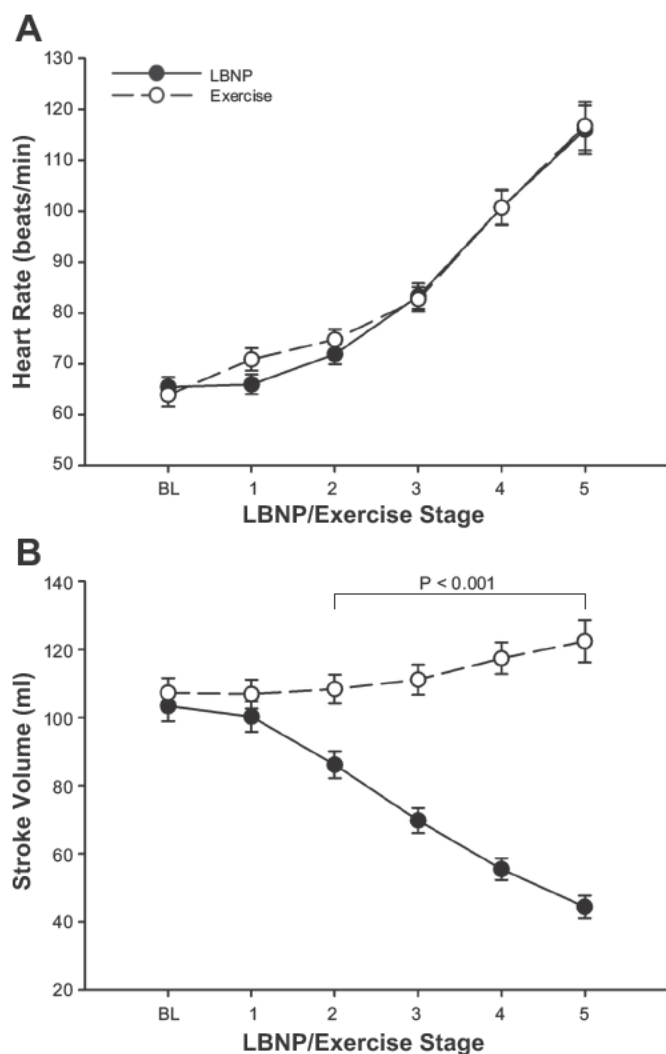 A
130
120
110
100
90
80
70
60
50
Heart Rate (beats/min)
LBNP
Exercise
BL 1 2 3 4 5
LBNP/Exercise Stage
B
140
120
100
80
60
40
20
Stroke Volume (ml)
P < 0.001
BL 1 2 3 4 5
LBNP/Exercise Stage